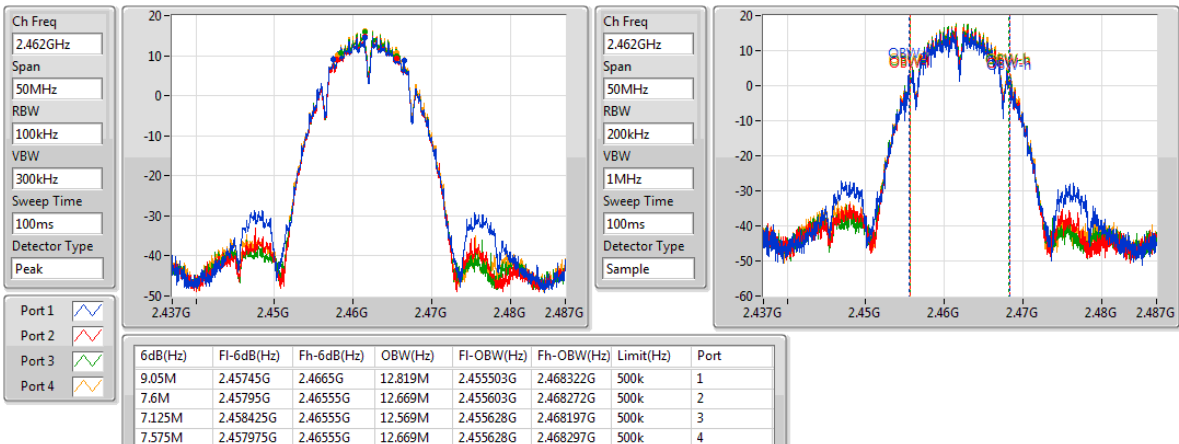 Ch Freq
2.462GHz
Span
50MHz
RBW
100kHz
VBW
300kHz
Sweep Time
100ms
Detector Type
Peak
20
10
0
-10
-20
-30
-40
-50
2.437G 2.45G 2.46G 2.47G 2.48G 2.487G
Ch Freq
2.462GHz
Span
50MHz
RBW
200kHz
VBW
1MHz
Sweep Time
100ms
Detector Type
Sample
20
10
0
-10
-20
-30
-40
-50
-60
OBW-l OBW-h
2.437G 2.45G 2.46G 2.47G 2.48G 2.487G
Port 1
Port 2
Port 3
Port 4
6dB(Hz) Fl-6dB(Hz) Fh-6dB(Hz) OBW(Hz) Fl-OBW(Hz) Fh-OBW(Hz) Limit(Hz) Port
9.05M 2.45745G 2.4665G 12.819M 2.455503G 2.468322G 500k 1
7.6M 2.45795G 2.46555G 12.669M 2.455603G 2.468272G 500k 2
7.125M 2.458425G 2.46555G 12.569M 2.455628G 2.468197G 500k 3
7.575M 2.457975G 2.46555G 12.669M 2.455628G 2.468297G 500k 4